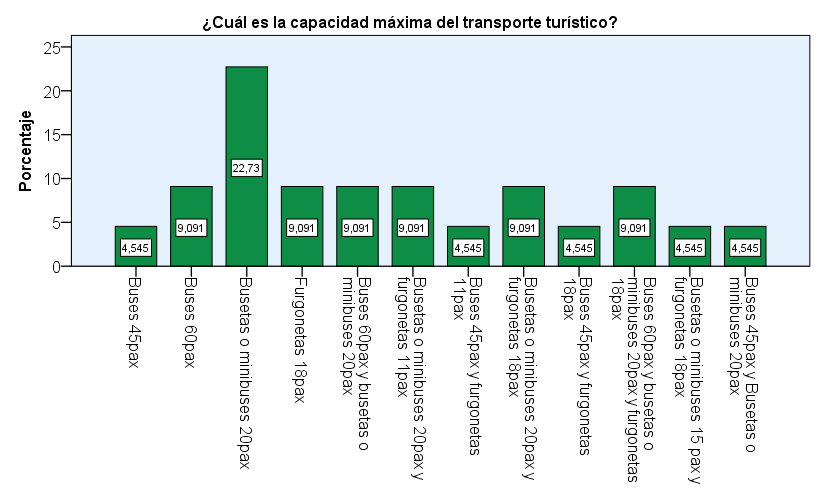 ¿Cuál es la capacidad máxima del transporte turístico?
Porcentaje
25
20
15
10
5
0
4,545
9,091
22,73
9,091
9,091
9,091
4,545
9,091
4,545
9,091
4,545
4,545
Buses 45pax
Buses 60pax
Busetas o minibuses 20pax
Furgonetas 18pax
Buses 60pax y busetas o
minibuses 20pax
Busetas o minibuses 20pax y
furgonetas 11pax
Buses 45pax y furgonetas
11pax
Busetas o minibuses 20pax y
furgonetas 18pax
Buses 45pax y furgonetas
18pax
Buses 60pax y busetas o
minibuses 20pax y furgonetas
18pax
Busetas o minibuses 15 pax y
furgonetas 18pax
Buses 45pax y Busetas o
minibuses 20pax